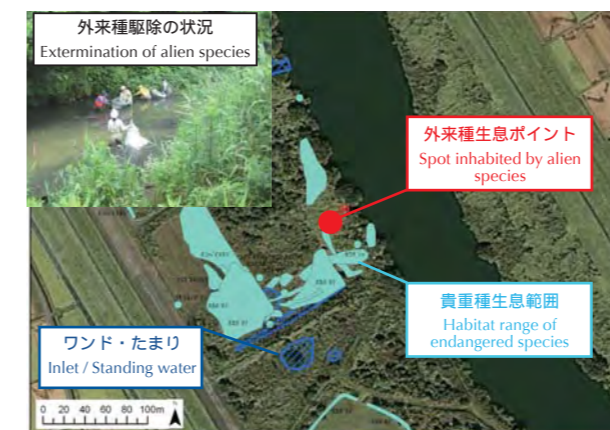 外来種駆除の状況
Extermination of alien species
外来種生息ポイント
Spot inhabited by alien
species
貴重種生息範囲
Habitat range of
endangered species
ワンド・たまり
Inlet / Standing water
0 20 40 60 80 100m